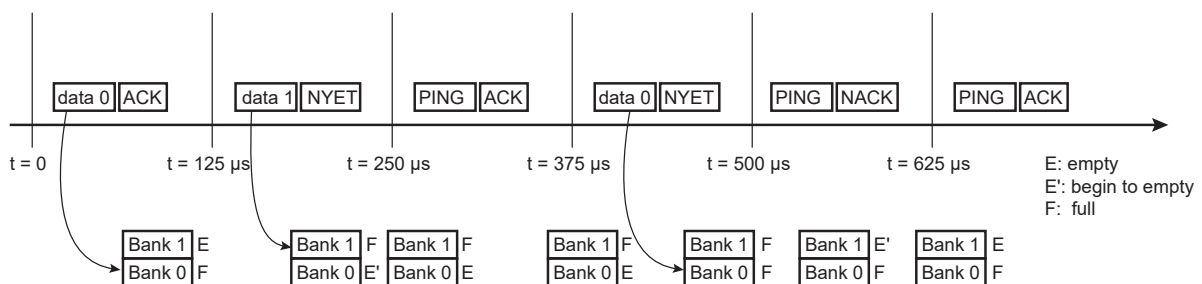 data 0 ACK data 1 NYET PING ACK data 0 NYET PING NACK PING ACK
t = 0 t = 125 µs t = 250 µs t = 375 µs t = 500 µs t = 625 µs
E: empty
E': begin to empty
F: full
Bank 1 E Bank 1 F Bank 1 F Bank 1 F Bank 1 F Bank 1 E' Bank 1 E
Bank 0 F Bank 0 E' Bank 0 E Bank 0 E Bank 0 F Bank 0 F Bank 0 F